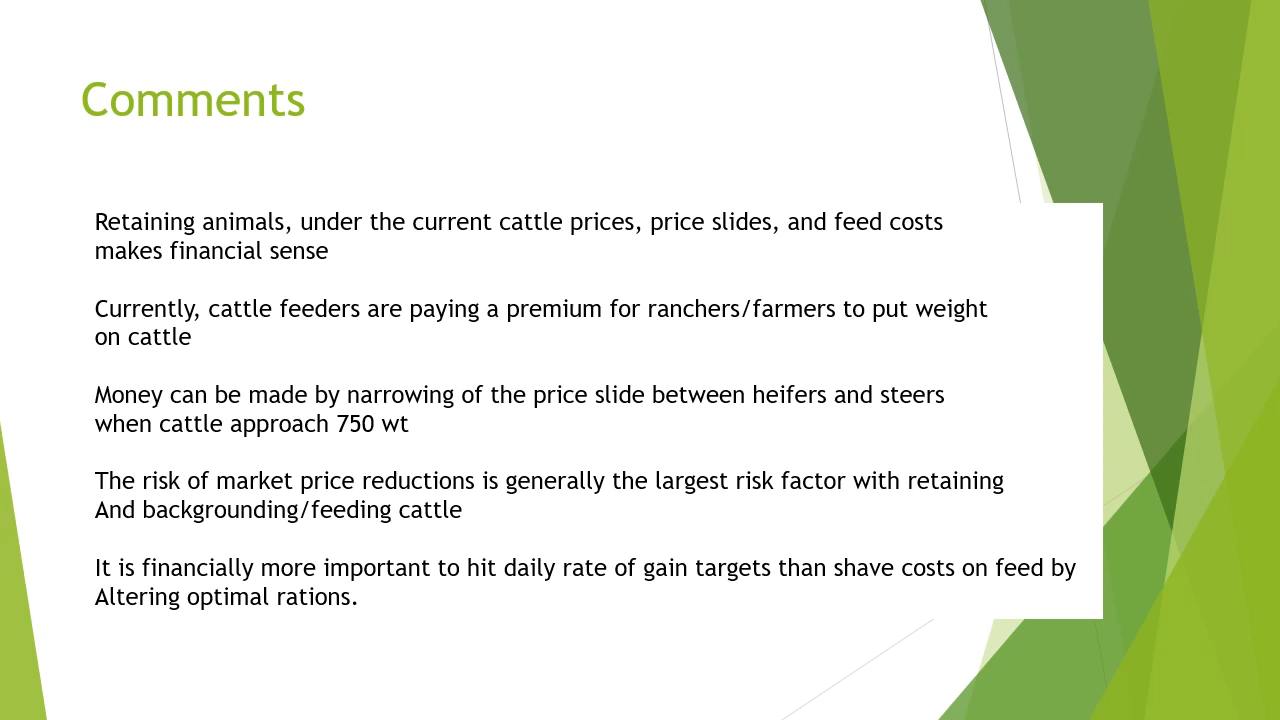 Comments
Retaining animals, under the current cattle prices, price slides, and feed costs
makes financial sense
Currently, cattle feeders are paying a premium for ranchers/farmers to put weight
on cattle
Money can be made by narrowing of the price slide between heifers and steers
when cattle approach 750 wt
The risk of market price reductions is generally the largest risk factor with retaining
And backgrounding/feeding cattle
It is financially more important to hit daily rate of gain targets than shave costs on feed by
Altering optimal rations.